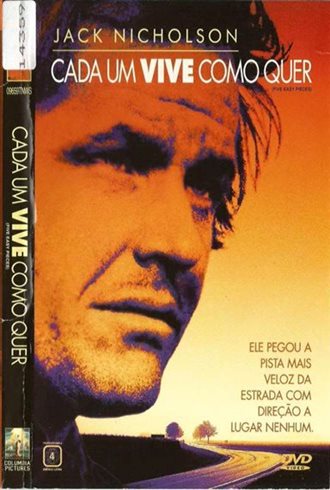 JACK NICHOLSON
CADA UM VIVE COMO QUER
(FIVE EASY PIECES)
ELE PEGOU A
PISTA MAIS
VELOZ DA
ESTRADA COM
DIREÇÃO A
LUGAR NENHUM.
4
DVD
VIDEO
14359
CADA UM VIVE COMO QUER
(FIVE EASY PIECES)
COLUMBIA
PICTURES